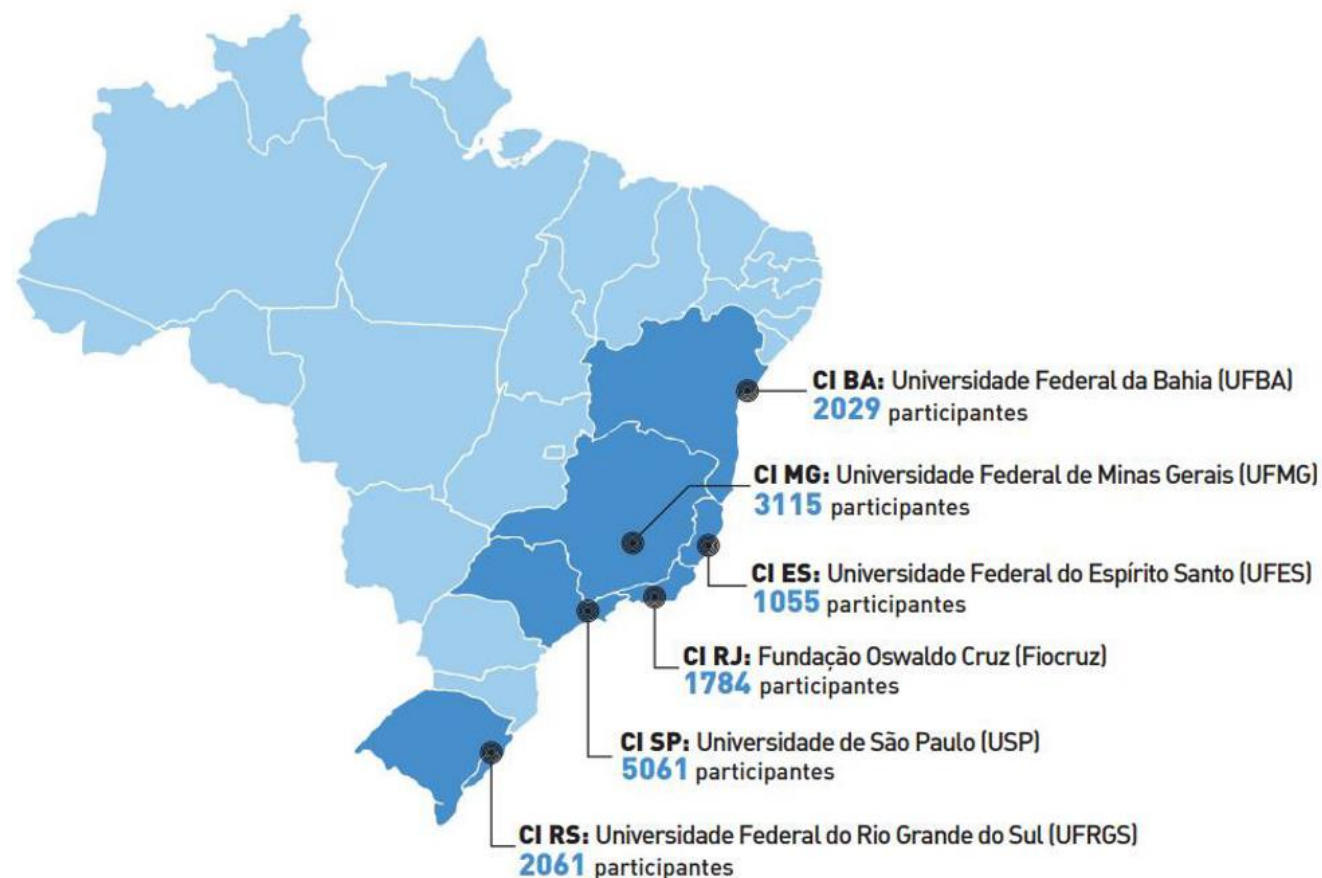 CI BA: Universidade Federal da Bahia (UFBA)
2029 participantes
CI MG: Universidade Federal de Minas Gerais (UFMG)
3115 participantes
CI ES: Universidade Federal do Espírito Santo (UFES)
1055 participantes
CI RJ: Fundação Oswaldo Cruz (Fiocruz)
1784 participantes
CI SP: Universidade de São Paulo (USP)
5061 participantes
CI RS: Universidade Federal do Rio Grande do Sul (UFRGS)
2061 participantes